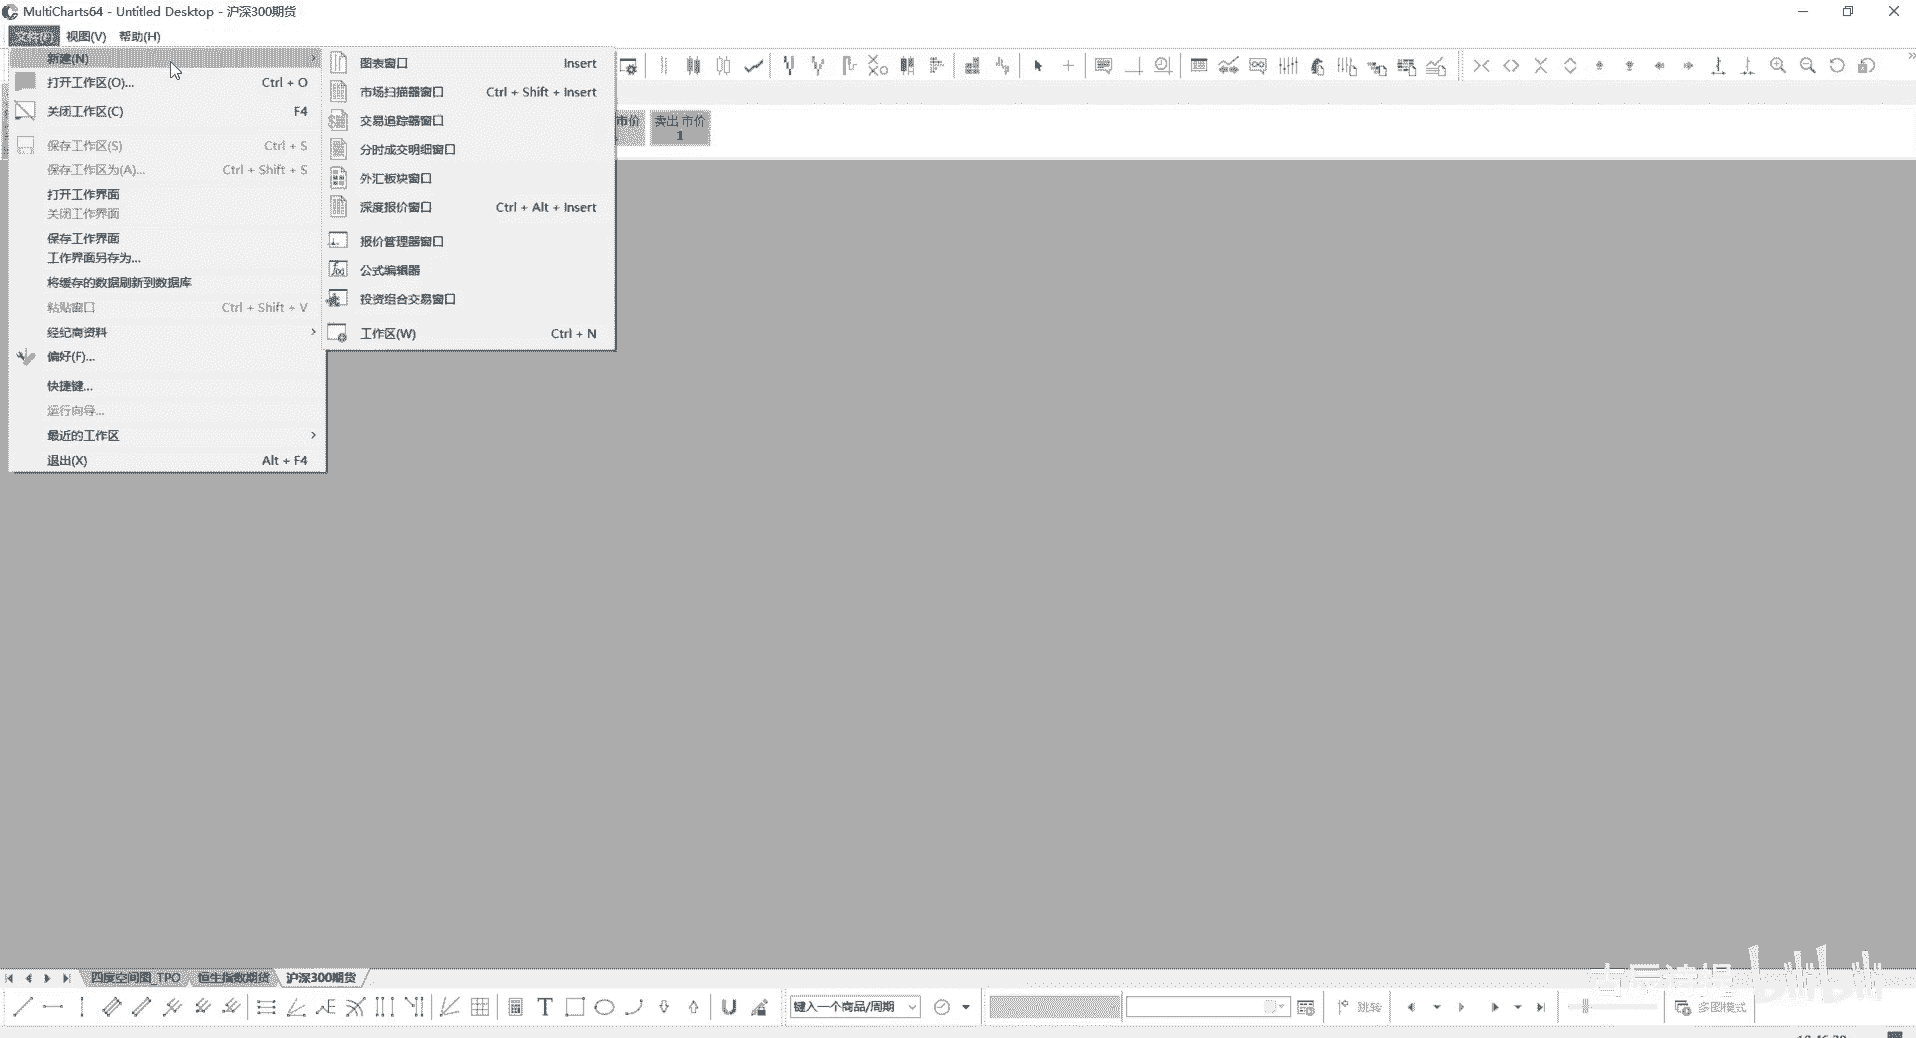 MultiCharts64 - Untitled Desktop - 沪深300期货
视图(V) 帮助(H)
新建(N)
打开工作区(O)... Ctrl + O
关闭工作区(C) F4
保存工作区(S) Ctrl + S
保存工作区为(A)... Ctrl + Shift + S
打开工作界面
关闭工作界面
保存工作界面
工作界面另存为...
将缓存的数据刷新到数据库
粘贴窗口 Ctrl + Shift + V
经纪商资料
偏好(F)...
快捷键...
运行向导...
最近的工作区
退出(X) Alt + F4
图表窗口 Insert
市场扫描器窗口 Ctrl + Shift + Insert
交易追踪器窗口
分时成交明细窗口
外汇板块窗口
深度报价窗口 Ctrl + Alt + Insert
报价管理器窗口
公式编辑器
投资组合交易窗口
工作区(W) Ctrl + N
市价
卖出 市价
1
四度空间图_TPO 恒生指数期货 沪深300期货
键入一个商品/周期
跳转
多图模式
bilibili